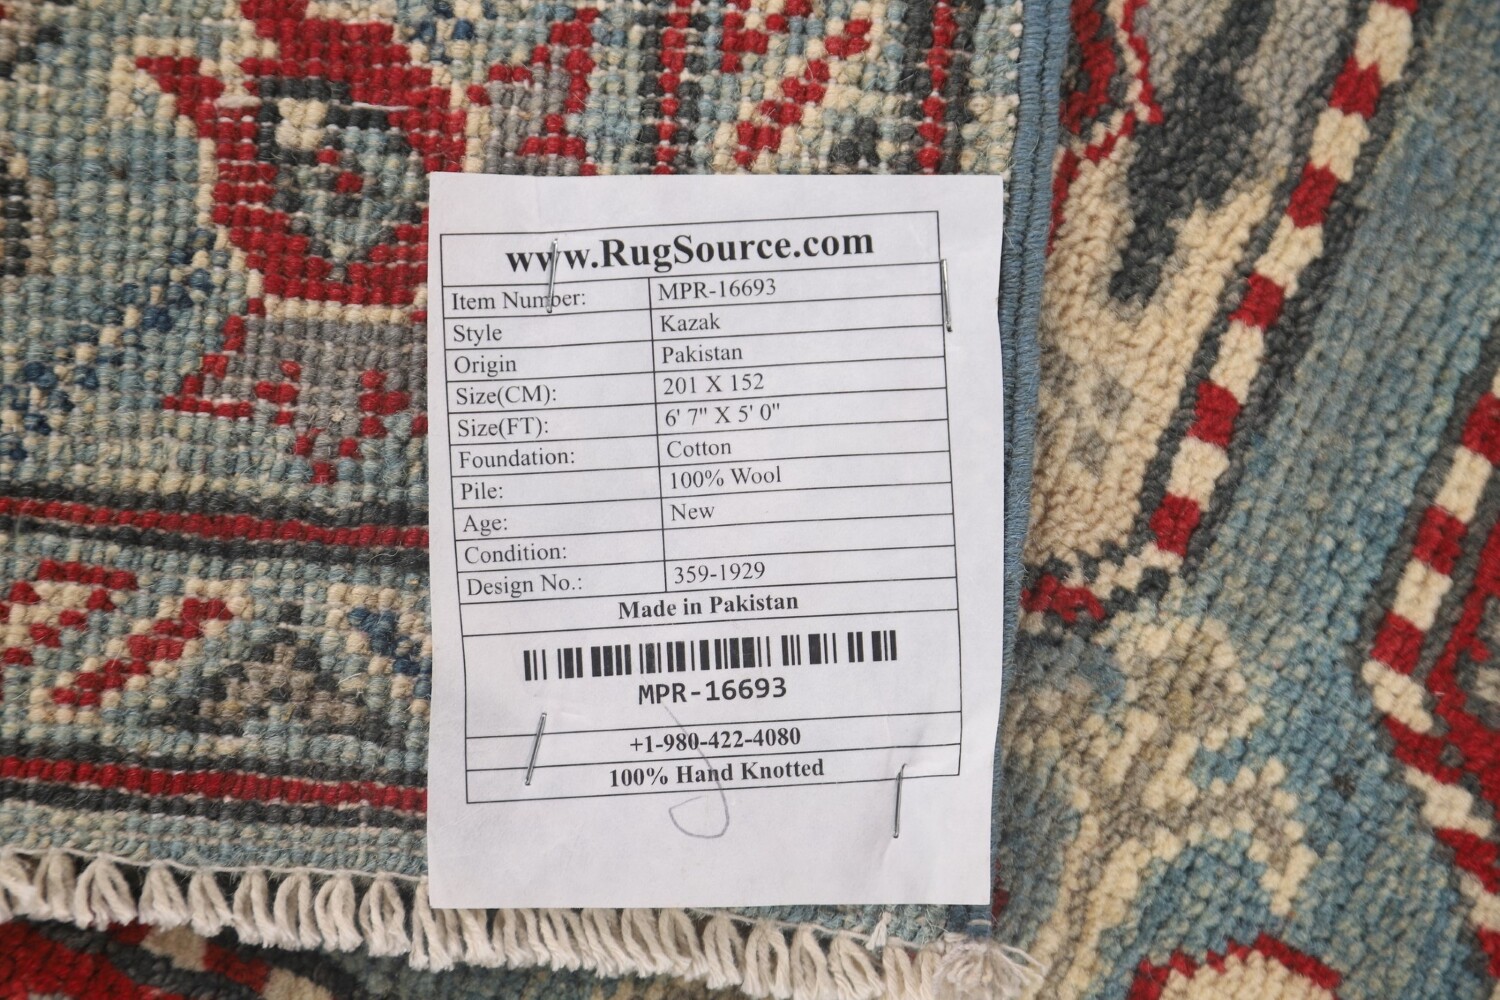 www.RugSource.com
Item Number: MPR-16693
Style Kazak
Origin Pakistan
Size(CM): 201 X 152
Size(FT): 6' 7" X 5' 0"
Foundation: Cotton
Pile: 100% Wool
Age: New
Condition:
Design No.: 359-1929
Made in Pakistan
MPR-16693
+1-980-422-4080
100% Hand Knotted